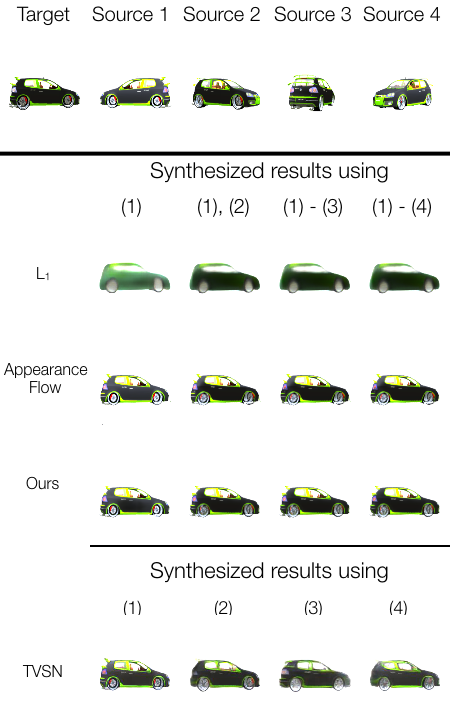 Target Source 1 Source 2 Source 3 Source 4
Synthesized results using
(1) (1), (2) (1) - (3) (1) - (4)
L1
Appearance
Flow
Ours
Synthesized results using
(1) (2) (3) (4)
TVSN